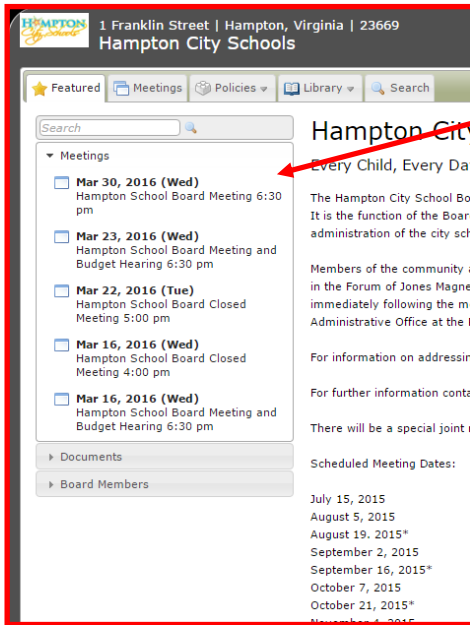 HAMPTON
City Schools
1 Franklin Street | Hampton, Virginia | 23669
Hampton City Schools
Featured
Meetings
Policies
Library
Search
Search
Meetings
Mar 30, 2016 (Wed)
Hampton School Board Meeting 6:30
pm
Mar 23, 2016 (Wed)
Hampton School Board Meeting and
Budget Hearing 6:30 pm
Mar 22, 2016 (Tue)
Hampton School Board Closed
Meeting 5:00 pm
Mar 16, 2016 (Wed)
Hampton School Board Closed
Meeting 4:00 pm
Mar 16, 2016 (Wed)
Hampton School Board Meeting and
Budget Hearing 6:30 pm
Documents
Board Members
Hampton City
Every Child, Every Da
The Hampton City School Bo
It is the function of the Boar
administration of the city sch
Members of the community a
in the Forum of Jones Magne
immediately following the m
Administrative Office at the
For information on addressin
For further information conta
There will be a special joint
Scheduled Meeting Dates:
July 15, 2015
August 5, 2015
August 19. 2015*
September 2, 2015
September 16, 2015*
October 7, 2015
October 21, 2015*
November 4, 2015